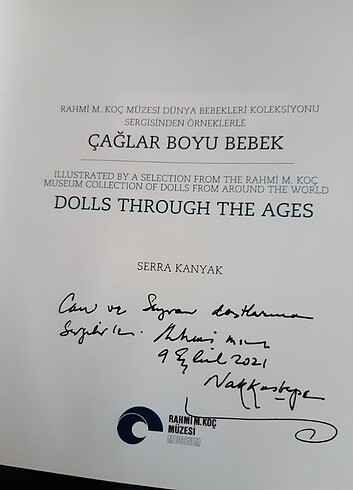 RAHMİ M. KOÇ MÜZESİ DÜNYA BEBEKLERİ KOLEKSİYONU
SERGİSİNDEN ÖRNEKLERLE
ÇAĞLAR BOYU BEBEK
ILLUSTRATED BY A SELECTION FROM THE RAHMİ M. KOÇ
MUSEUM COLLECTION OF DOLLS FROM AROUND THE WORLD
DOLLS THROUGH THE AGES
SERRA KANYAK
Can ve Seyran dostlarıma
9 Eylül 2021
Nakkaştepe
RAHMİ M. KOÇ
MÜZESİ
MUSEUM